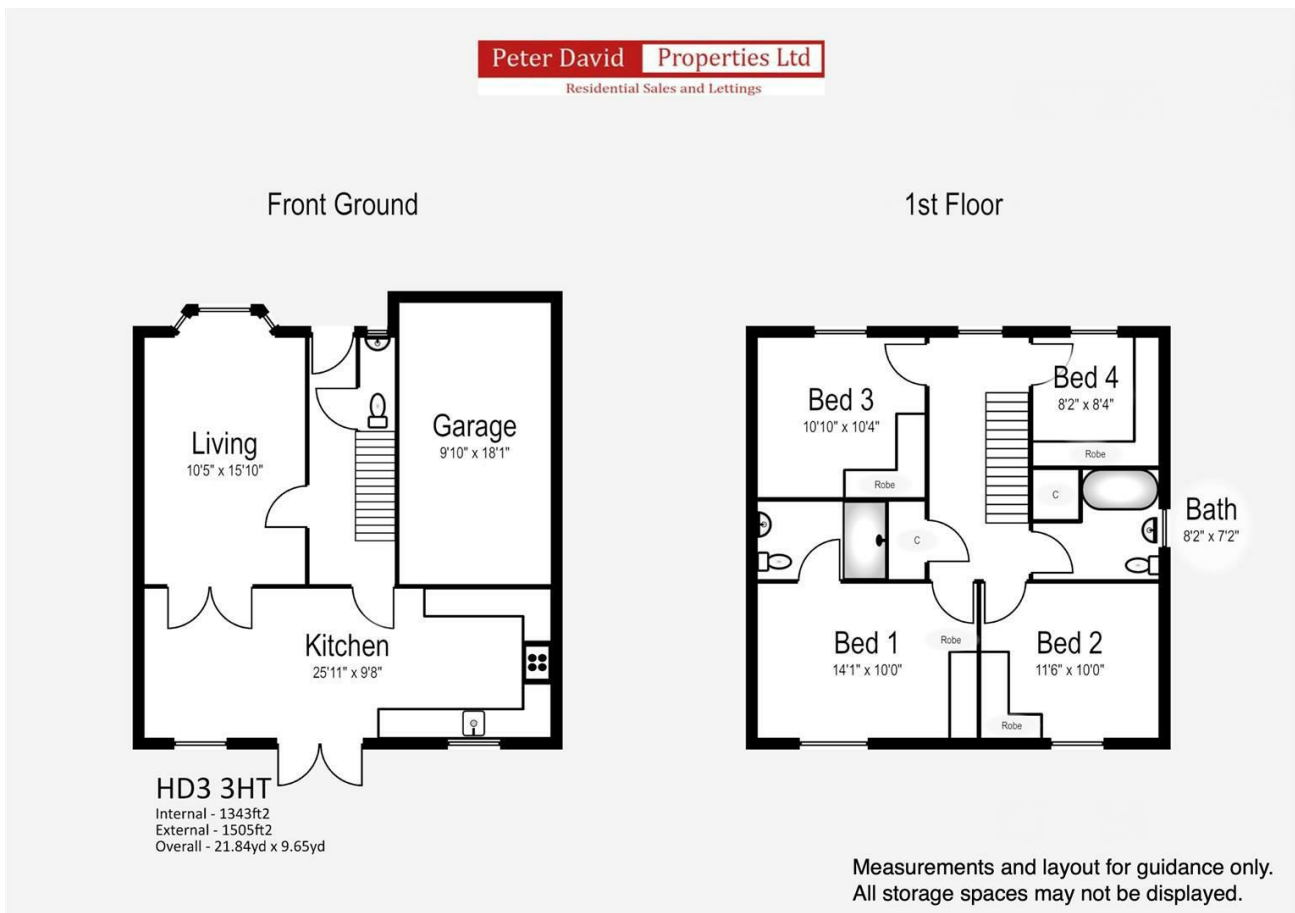 Peter David Properties Ltd
Residential Sales and Lettings
Front Ground
1st Floor
Living
10'5" x 15'10"
Garage
9'10" x 18'1"
Kitchen
25'11" x 9'8"
Bed 3
10'10" x 10'4"
Robe
Bed 4
8'2" x 8'4"
Robe
C
C
Bath
8'2" x 7'2"
Bed 1
14'1" x 10'0"
Robe
Bed 2
11'6" x 10'0"
Robe
HD3 3HT
Internal - 1343ft2
External - 1505ft2
Overall - 21.84yd x 9.65yd
Measurements and layout for guidance only.
All storage spaces may not be displayed.